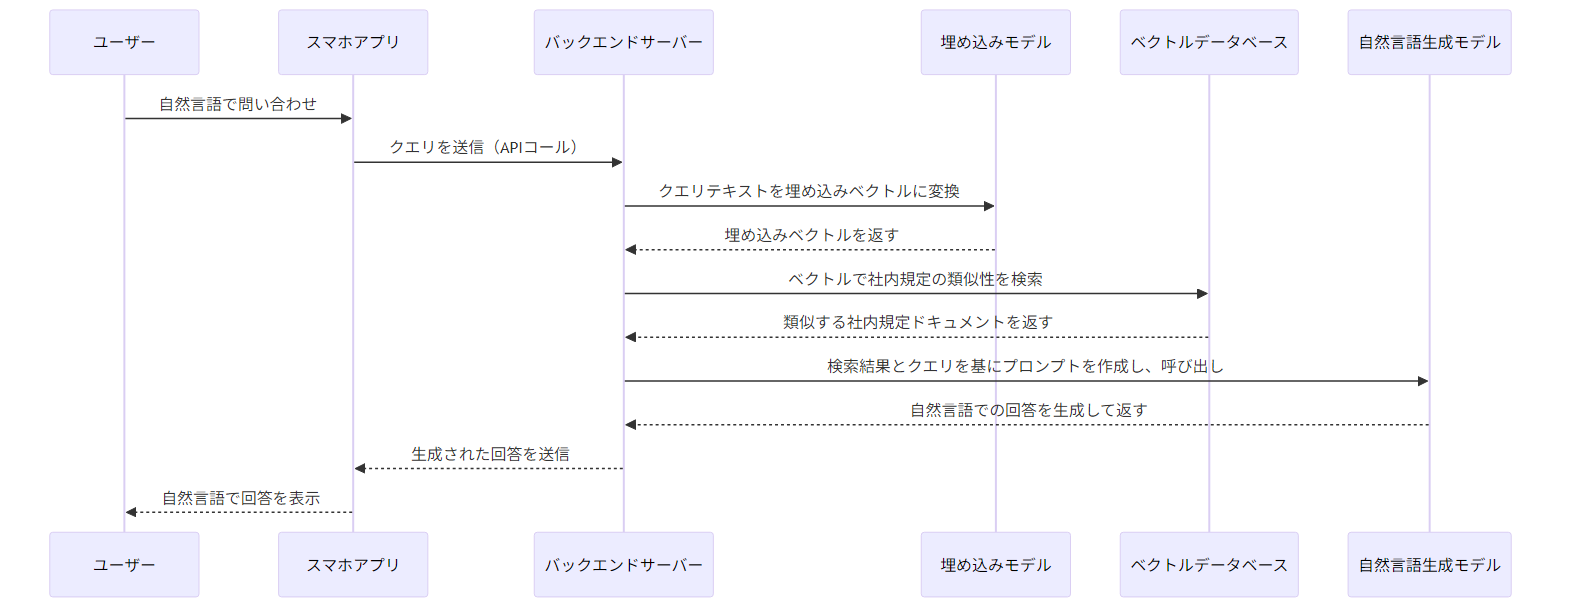 ユーザー
スマホアプリ
バックエンドサーバー
埋め込みモデル
ベクトルデータベース
自然言語生成モデル
自然言語で問い合わせ
クエリを送信（APIコール）
クエリテキストを埋め込みベクトルに変換
埋め込みベクトルを返す
ベクトルで社内規定の類似性を検索
類似する社内規定ドキュメントを返す
検索結果とクエリを基にプロンプトを作成し、呼び出し
自然言語での回答を生成して返す
生成された回答を送信
自然言語で回答を表示
ユーザー
スマホアプリ
バックエンドサーバー
埋め込みモデル
ベクトルデータベース
自然言語生成モデル